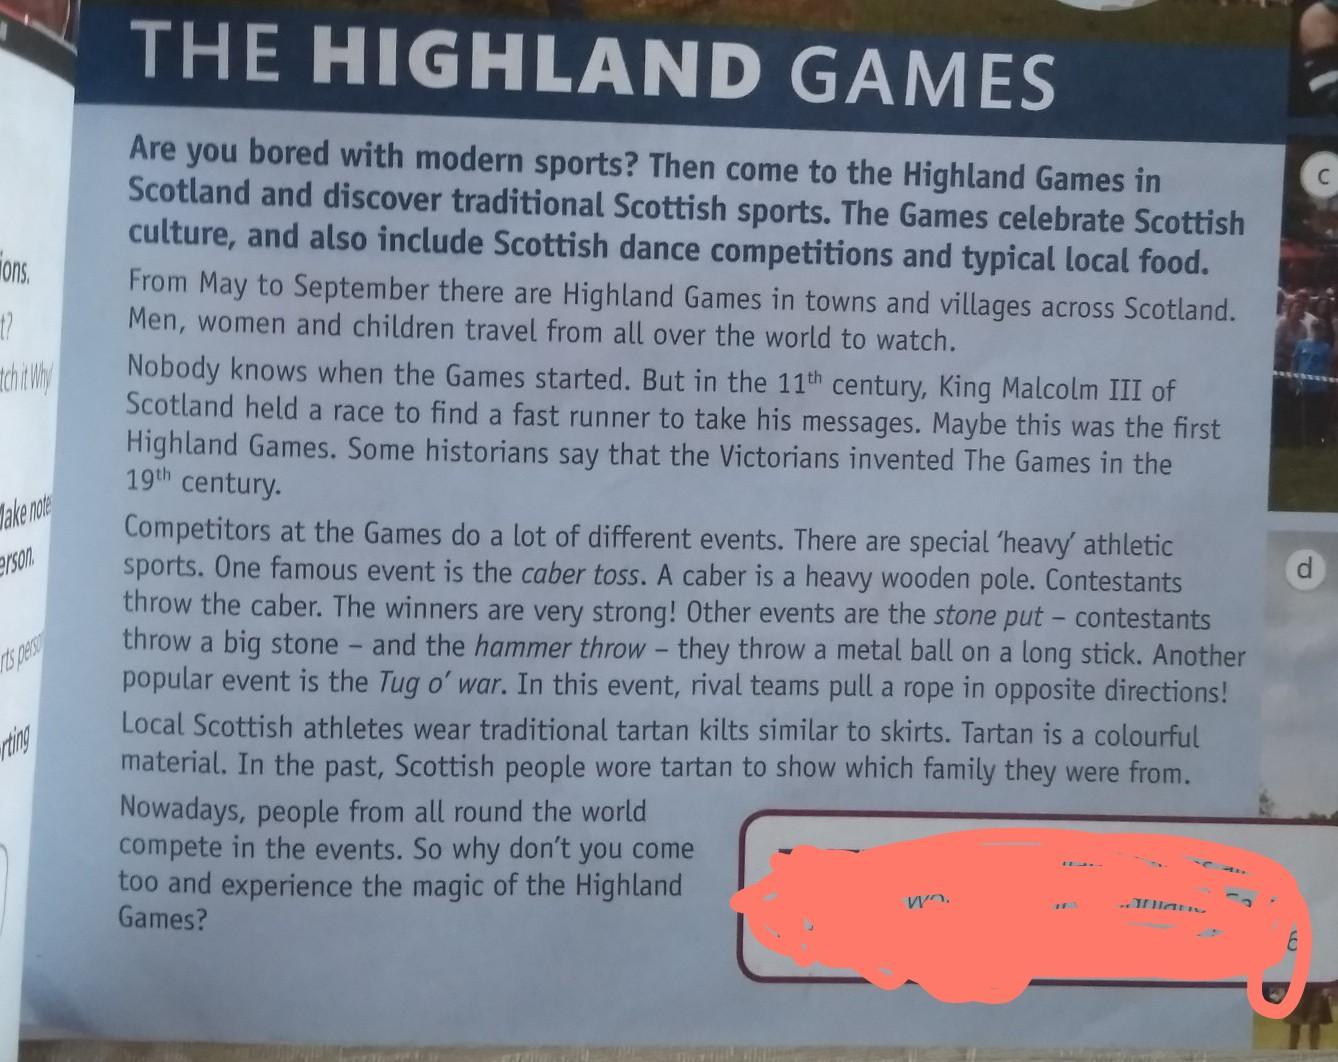 THE HIGHLAND GAMES
Are you bored with modern sports? Then come to the Highland Games in
Scotland and discover traditional Scottish sports. The Games celebrate Scottish
culture, and also include Scottish dance competitions and typical local food.
From May to September there are Highland Games in towns and villages across Scotland.
Men, women and children travel from all over the world to watch.
Nobody knows when the Games started. But in the 11th century, King Malcolm III of
Scotland held a race to find a fast runner to take his messages. Maybe this was the first
Highland Games. Some historians say that the Victorians invented The Games in the
19th century.
Competitors at the Games do a lot of different events. There are special ‘heavy’ athletic
sports. One famous event is the caber toss. A caber is a heavy wooden pole. Contestants
throw the caber. The winners are very strong! Other events are the stone put – contestants
throw a big stone – and the hammer throw – they throw a metal ball on a long stick. Another
popular event is the Tug o’ war. In this event, rival teams pull a rope in opposite directions!
Local Scottish athletes wear traditional tartan kilts similar to skirts. Tartan is a colourful
material. In the past, Scottish people wore tartan to show which family they were from.
Nowadays, people from all round the world
compete in the events. So why don’t you come
too and experience the magic of the Highland
Games?
c
d
ions.
t?
tch it Why
Make note
erson.
rts perso
rting
6